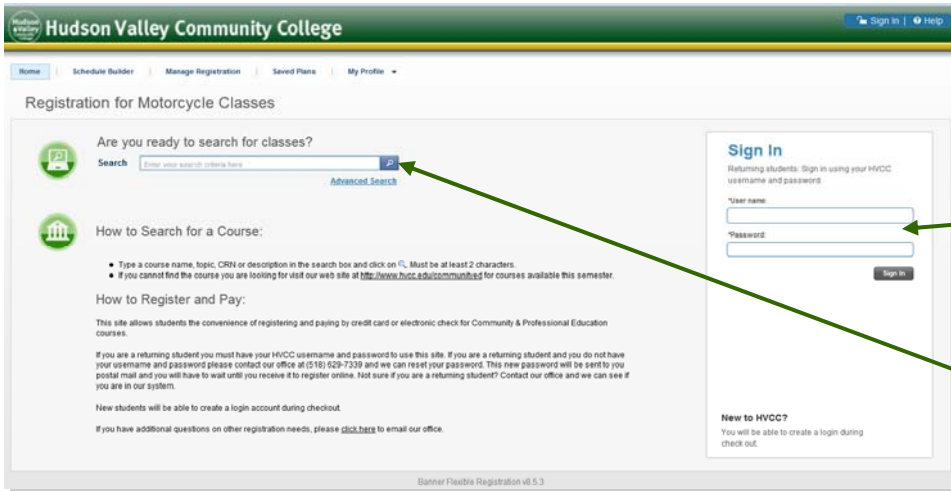 Hudson Valley Community College
Sign In | Help
Home | Schedule Builder | Manage Registration | Saved Plans | My Profile
Registration for Motorcycle Classes
Are you ready to search for classes?
Search Enter your search criteria here
Advanced Search
How to Search for a Course:
• Type a course name, topic, CRN or description in the search box and click on Must be at least 2 characters.
• If you cannot find the course you are looking for visit our web site at http://www.hvcc.edu/communityed for courses available this semester.
How to Register and Pay:
This site allows students the convenience of registering and paying by credit card or electronic check for Community & Professional Education
courses.
If you are a returning student you must have your HVCC username and password to use this site. If you are a returning student and you do not have
your username and password please contact our office at (518) 629-7339 and we can reset your password. This new password will be sent to you
postal mail and you will have to wait until you receive it to register online. Not sure if you are a returning student? Contact our office and we can see if
you are in our system.
New students will be able to create a login account during checkout.
If you have additional questions on other registration needs, please click here to email our office.
Sign In
Returning students: Sign in using your HVCC
username and password.
*User name
*Password
Sign In
New to HVCC?
You will be able to create a login during
check out.
Banner Flexible Registration v8.5.3